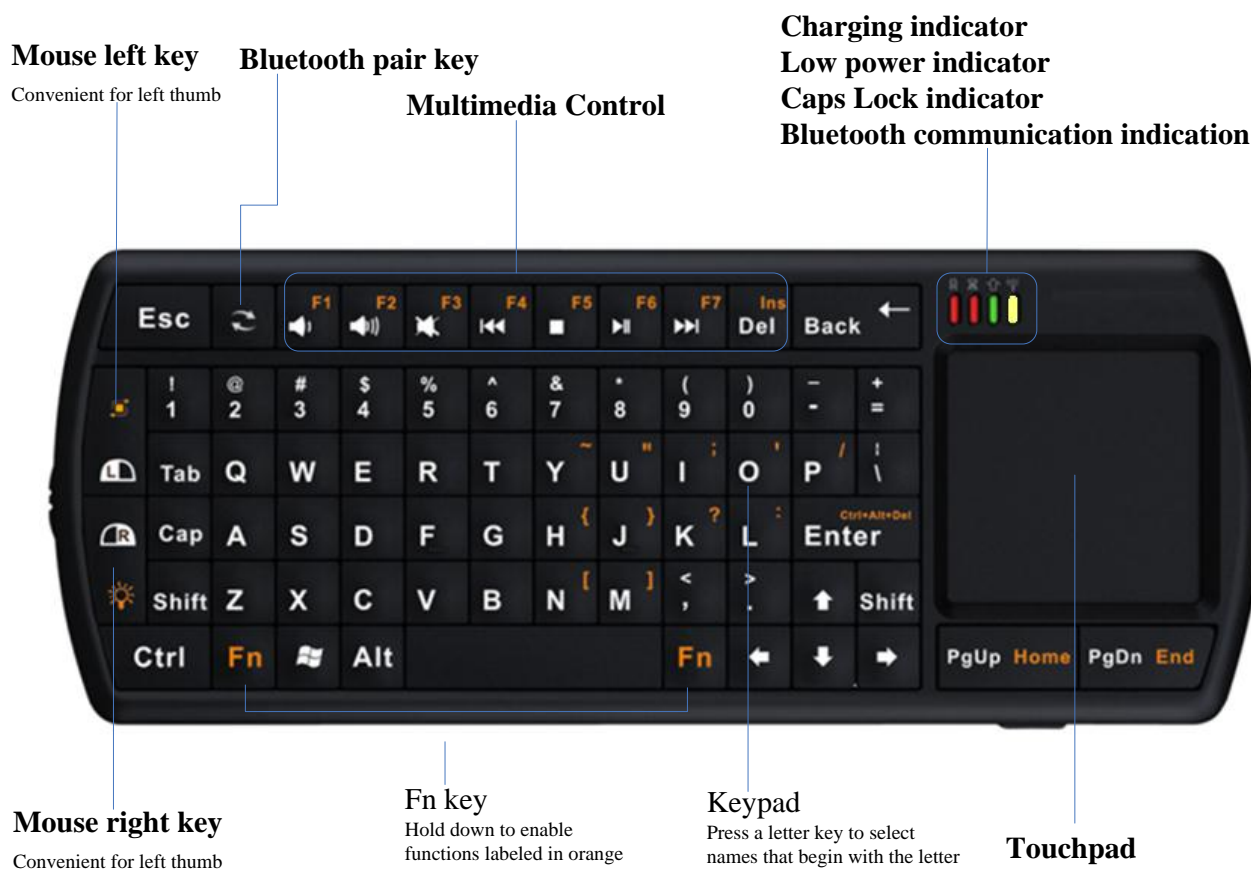 Charging indicator
Low power indicator
Caps Lock indicator
Bluetooth communication indication
Mouse left key
Convenient for left thumb
Bluetooth pair key
Multimedia Control
F1 F2 F3 F4 F5 F6 F7 Ins
Esc Del Back
! @ # $ % ^ & * ( ) – +
1 2 3 4 5 6 7 8 9 0 - =
~ " ; ' / ¦
L Tab Q W E R T Y U I O P \
{ } ? : Ctrl+Alt+Del
R Cap A S D F G H J K L Enter
[ ] < >
Shift Z X C V B N M , . Shift
Ctrl Fn Alt Fn PgUp Home PgDn End
Fn key
Hold down to enable
functions labeled in orange
Keypad
Press a letter key to select
names that begin with the letter
Touchpad
Mouse right key
Convenient for left thumb